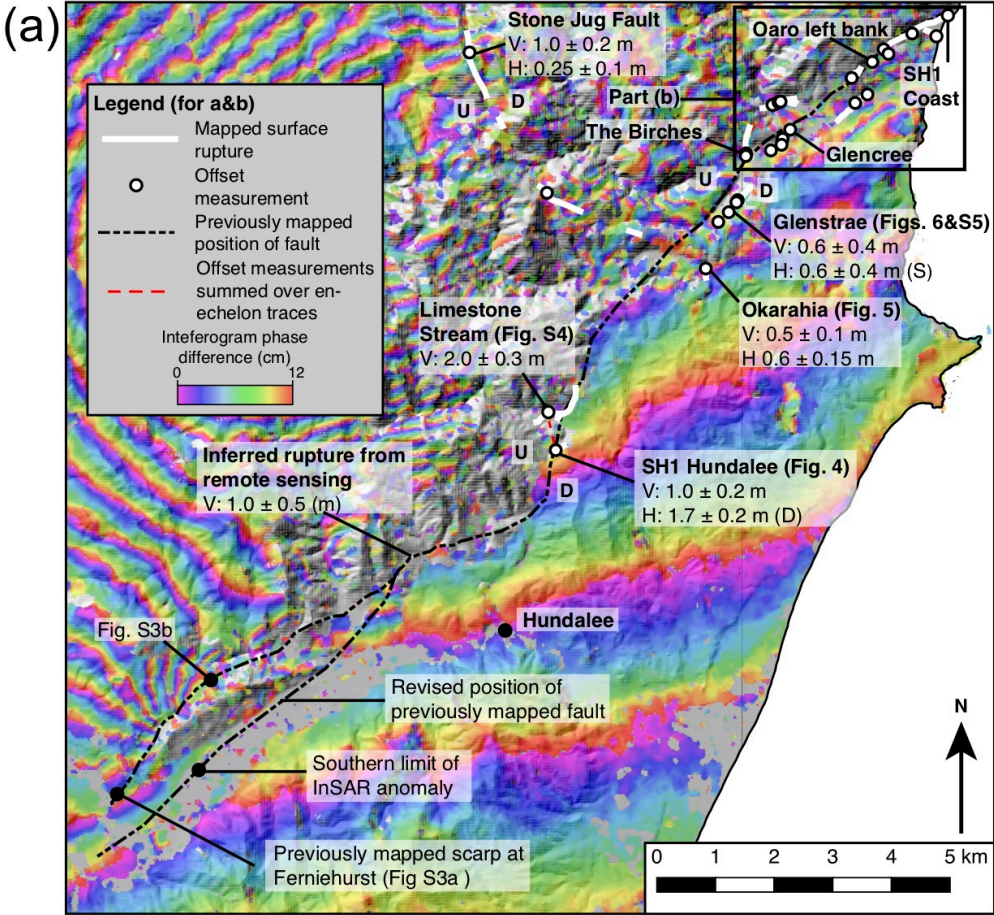 (a)
Stone Jug Fault
V: 1.0 ± 0.2 m
H: 0.25 ± 0.1 m
U
D
Oaro left bank
SH1
Coast
Part (b)
The Birches
Glencree
U
D
Legend (for a&b)
Mapped surface
rupture
Offset
measurement
Previously mapped
position of fault
Offset measurements
summed over en-
echelon traces
Inteferogram phase
difference (cm)
0
12
Glenstrae (Figs. 6&S5)
V: 0.6 ± 0.4 m
H: 0.6 ± 0.4 m (S)
Limestone
Stream (Fig. S4)
V: 2.0 ± 0.3 m
Okarahia (Fig. 5)
V: 0.5 ± 0.1 m
H 0.6 ± 0.15 m
Inferred rupture from
remote sensing
V: 1.0 ± 0.5 (m)
U
D
SH1 Hundalee (Fig. 4)
V: 1.0 ± 0.2 m
H: 1.7 ± 0.2 m (D)
Fig. S3b
Hundalee
Revised position of
previously mapped fault
N
Southern limit of
InSAR anomaly
Previously mapped scarp at
Ferniehurst (Fig S3a )
0 1 2 3 4 5 km